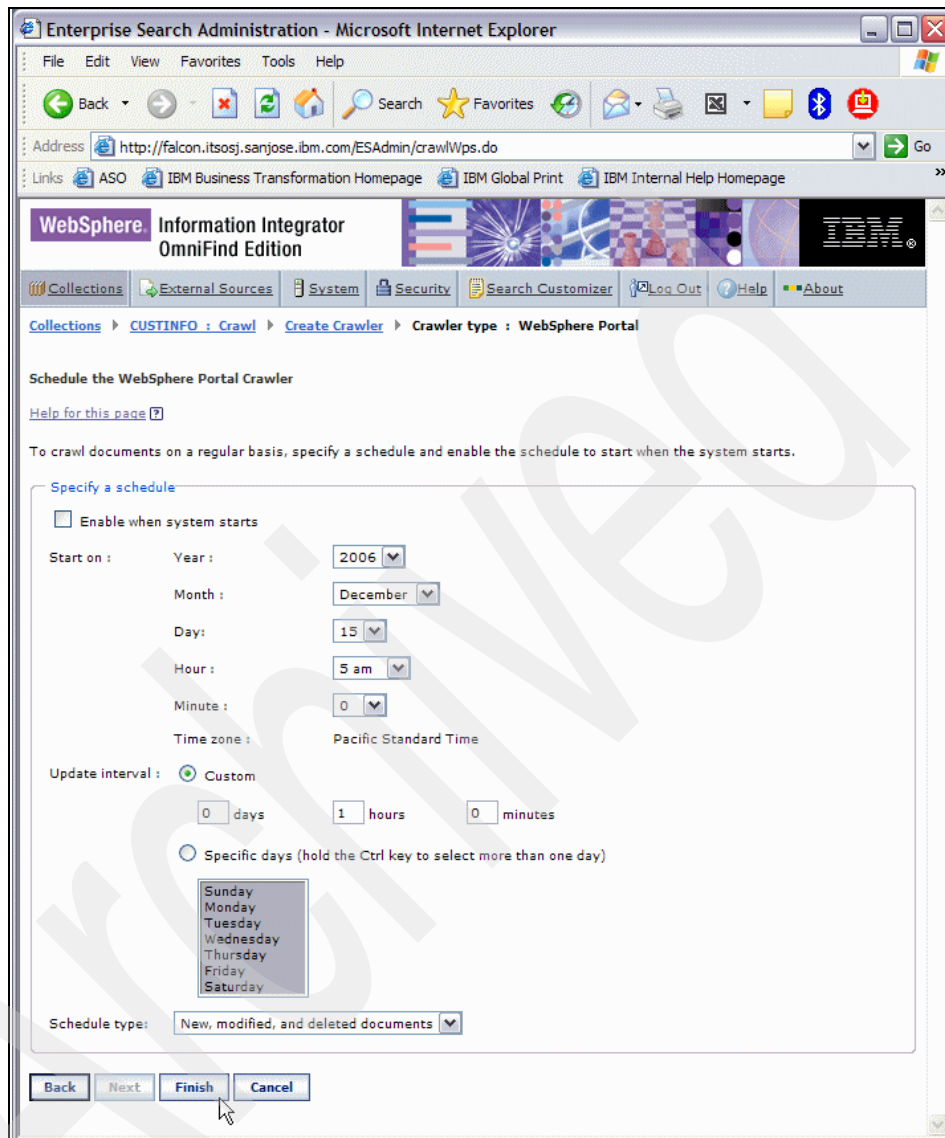 Enterprise Search Administration - Microsoft Internet Explorer
File Edit View Favorites Tools Help
Back Search Favorites
Address http://falcon.itsosj.sanjose.ibm.com/ESAdmin/crawlWps.do Go
Links ASO IBM Business Transformation Homepage IBM Global Print IBM Internal Help Homepage »
WebSphere. Information Integrator
OmniFind Edition
IBM®
Collections External Sources System Security Search Customizer Log Out Help About
Collections CUSTINFO : Crawl Create Crawler Crawler type : WebSphere Portal
Schedule the WebSphere Portal Crawler
Help for this page ?
To crawl documents on a regular basis, specify a schedule and enable the schedule to start when the system starts.
Specify a schedule
Enable when system starts
Start on : Year : 2006
Month : December
Day: 15
Hour : 5 am
Minute : 0
Time zone : Pacific Standard Time
Update interval : Custom
0 days 1 hours 0 minutes
Specific days (hold the Ctrl key to select more than one day)
Sunday
Monday
Tuesday
Wednesday
Thursday
Friday
Saturday
Schedule type: New, modified, and deleted documents
Back Next Finish Cancel
Archived